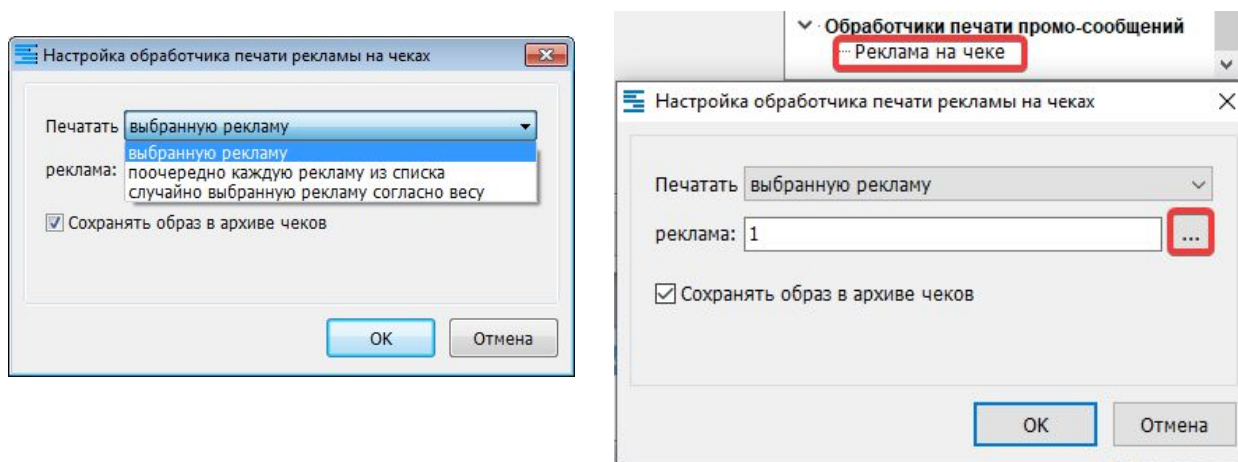 Настройка обработчика печати рекламы на чеках
Печатать выбранную рекламу
выбранную рекламу
реклама: поочередно каждую рекламу из списка
случайно выбранную рекламу согласно весу
Сохранять образ в архиве чеков
OK Отмена
Обработчики печати промо-сообщений
Реклама на чеке
Настройка обработчика печати рекламы на чеках
Печатать выбранную рекламу
реклама: 1 ...
Сохранять образ в архиве чеков
OK Отмена